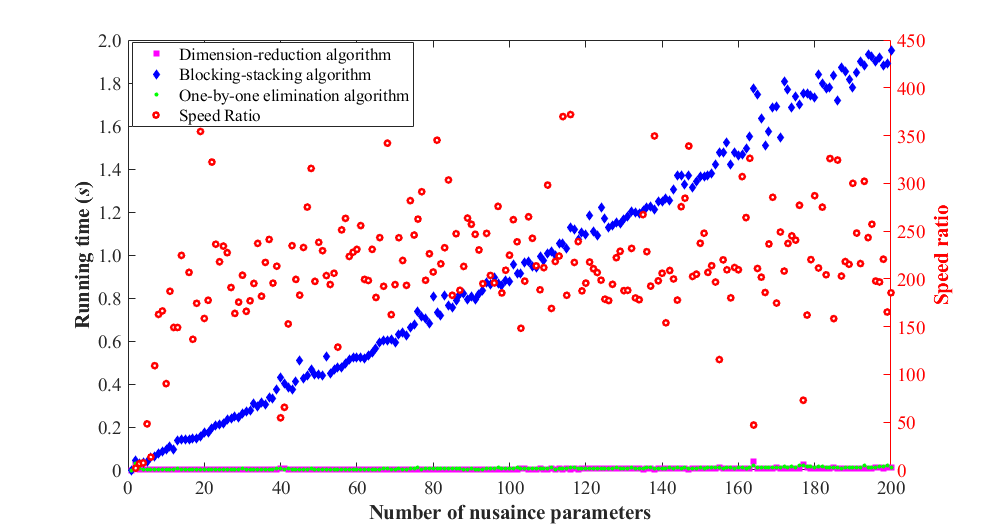 Dimension-reduction algorithm
Blocking-stacking algorithm
One-by-one elimination algorithm
Speed Ratio
Running time (s)
2.0
1.8
1.6
1.4
1.2
1.0
0.8
0.6
0.4
0.2
0
450
400
350
300
250
200
150
100
50
0
Speed ratio
0 20 40 60 80 100 120 140 160 180 200
Number of nusaince parameters